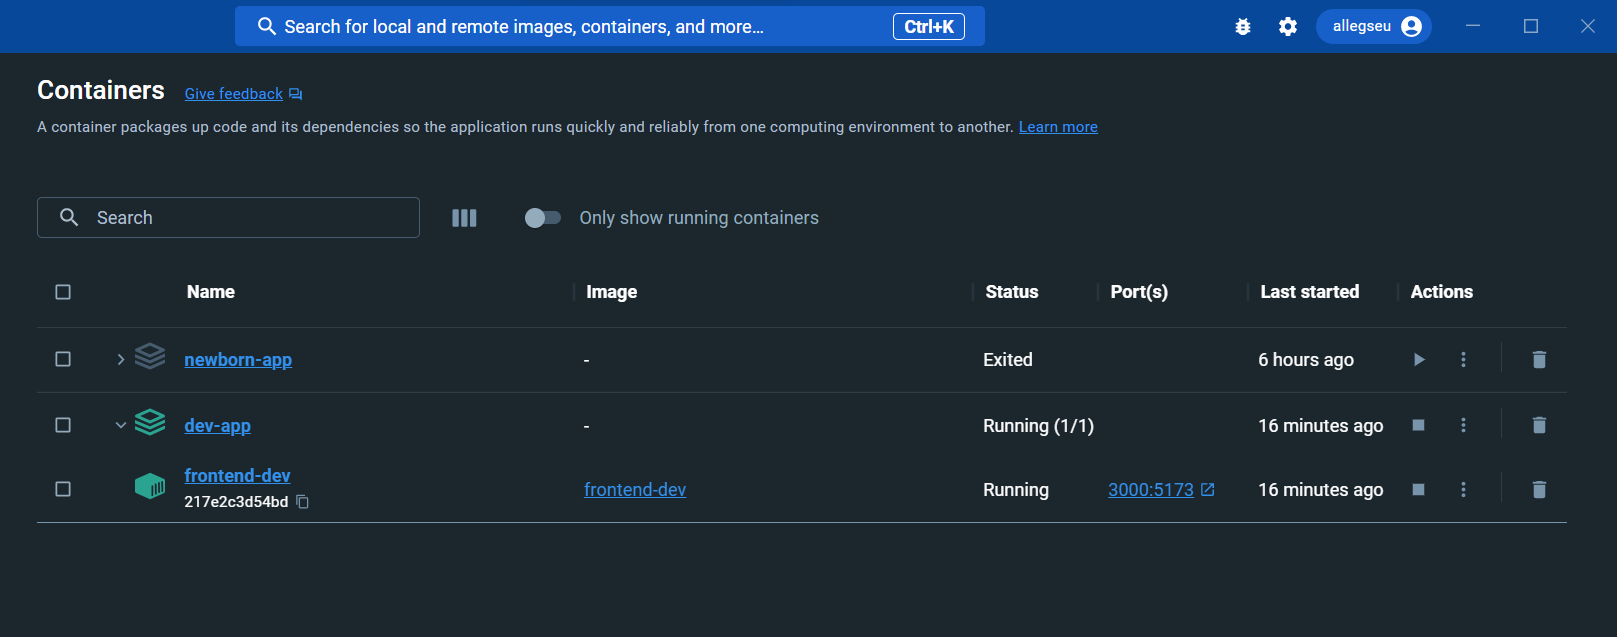 Search for local and remote images, containers, and more... Ctrl+K allegseu
Containers Give feedback
A container packages up code and its dependencies so the application runs quickly and reliably from one computing environment to another. Learn more
Search Only show running containers
Name Image Status Port(s) Last started Actions
newborn-app - Exited 6 hours ago
dev-app - Running (1/1) 16 minutes ago
frontend-dev
217e2c3d54bd frontend-dev Running 3000:5173 16 minutes ago